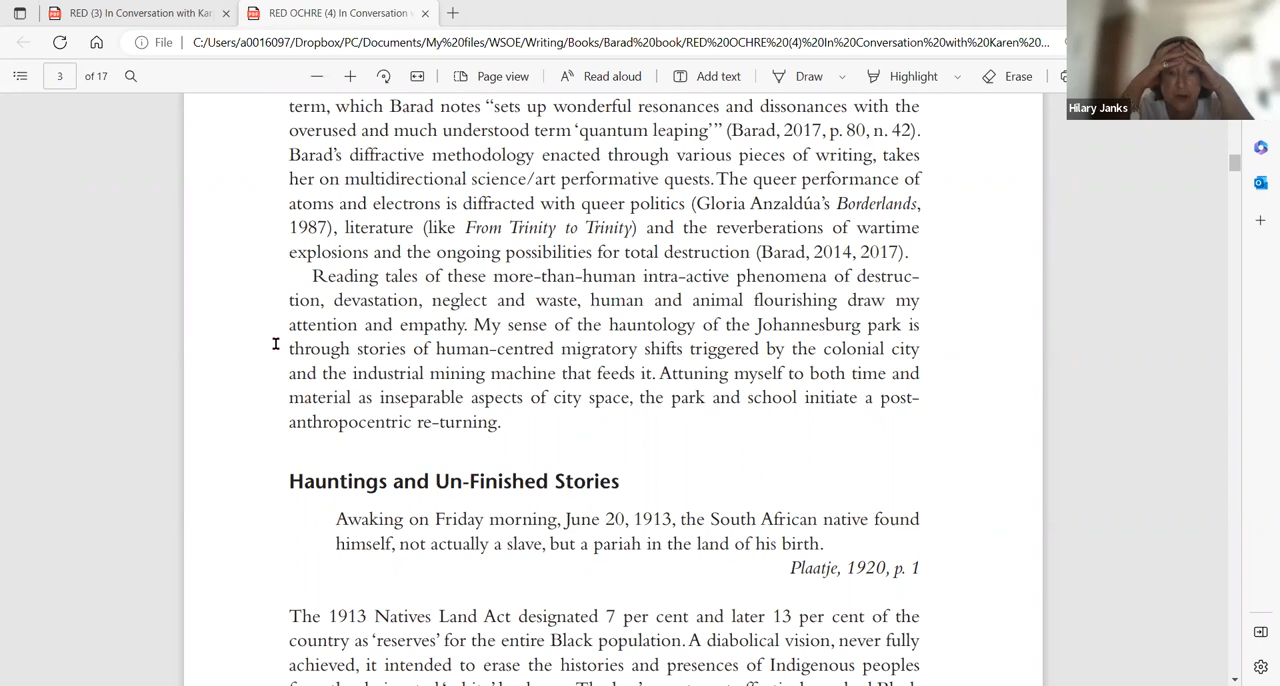 RED (3) In Conversation with Kar
RED OCHRE (4) In Conversation
File
C:/Users/a0016097/Dropbox/PC/Documents/My%20files/WSOE/Writing/Books/Barad%20book/RED%20OCHRE%20(4)%20In%20Conversation%20with%20Karen%20...
3
of 17
Page view
Read aloud
Add text
Draw
Highlight
Erase
Hilary Janks
term, which Barad notes “sets up wonderful resonances and dissonances with the
overused and much understood term ‘quantum leaping’” (Barad, 2017, p. 80, n. 42).
Barad’s diffractive methodology enacted through various pieces of writing, takes
her on multidirectional science/art performative quests. The queer performance of
atoms and electrons is diffracted with queer politics (Gloria Anzaldúa’s Borderlands,
1987), literature (like From Trinity to Trinity) and the reverberations of wartime
explosions and the ongoing possibilities for total destruction (Barad, 2014, 2017).
Reading tales of these more-than-human intra-active phenomena of destruc-
tion, devastation, neglect and waste, human and animal flourishing draw my
attention and empathy. My sense of the hauntology of the Johannesburg park is
through stories of human-centred migratory shifts triggered by the colonial city
and the industrial mining machine that feeds it. Attuning myself to both time and
material as inseparable aspects of city space, the park and school initiate a post-
anthropocentric re-turning.
Hauntings and Un-Finished Stories
Awaking on Friday morning, June 20, 1913, the South African native found
himself, not actually a slave, but a pariah in the land of his birth.
Plaatje, 1920, p. 1
The 1913 Natives Land Act designated 7 per cent and later 13 per cent of the
country as ‘reserves’ for the entire Black population. A diabolical vision, never fully
achieved, it intended to erase the histories and presences of Indigenous peoples